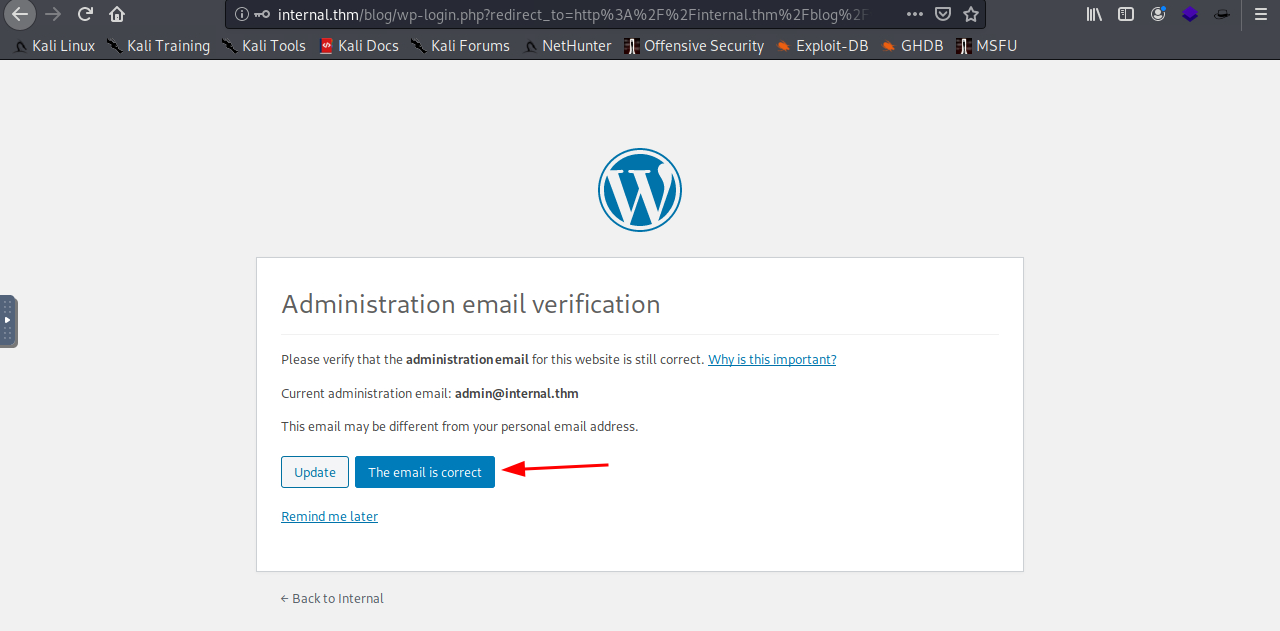 internal.thm/blog/wp-login.php?redirect_to=http%3A%2F%2Finternal.thm%2Fblog%2F
Kali Linux Kali Training Kali Tools Kali Docs Kali Forums NetHunter Offensive Security Exploit-DB GHDB MSFU
Administration email verification
Please verify that the administration email for this website is still correct. Why is this important?
Current administration email: admin@internal.thm
This email may be different from your personal email address.
Update The email is correct
Remind me later
← Back to Internal